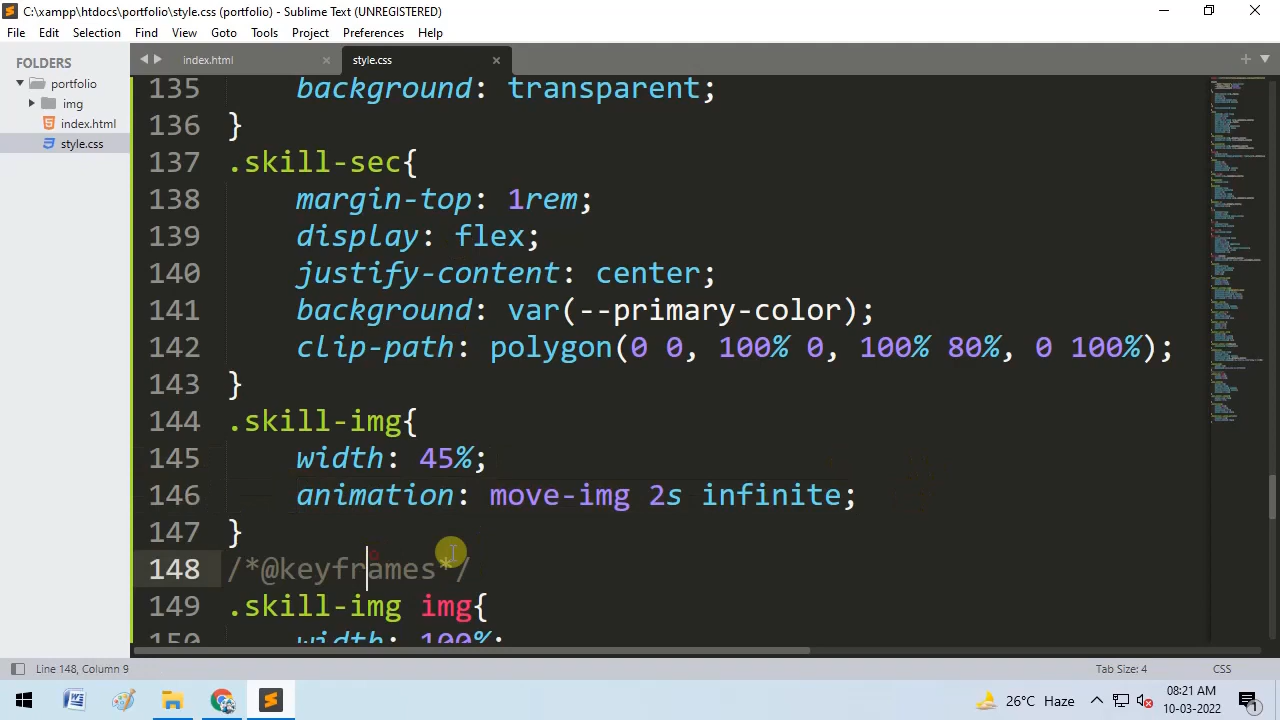 C:\xampp\htdocs\portfolio\style.css (portfolio) - Sublime Text (UNREGISTERED)
File Edit Selection Find View Goto Tools Project Preferences Help
FOLDERS
portfolio
img
index.html
style.css
index.html
style.css
135 background: transparent;
136 }
137 .skill-sec{
138 margin-top: 1rem;
139 display: flex;
140 justify-content: center;
141 background: var(--primary-color);
142 clip-path: polygon(0 0, 100% 0, 100% 80%, 0 100%);
143 }
144 .skill-img{
145 width: 45%;
146 animation: move-img 2s infinite;
147 }
148 /*@keyframes*/
149 .skill-img img{
150 width: 100%;
Line 148, Column 9
Tab Size: 4
CSS
26°C Haze
08:21 AM
10-03-2022
1